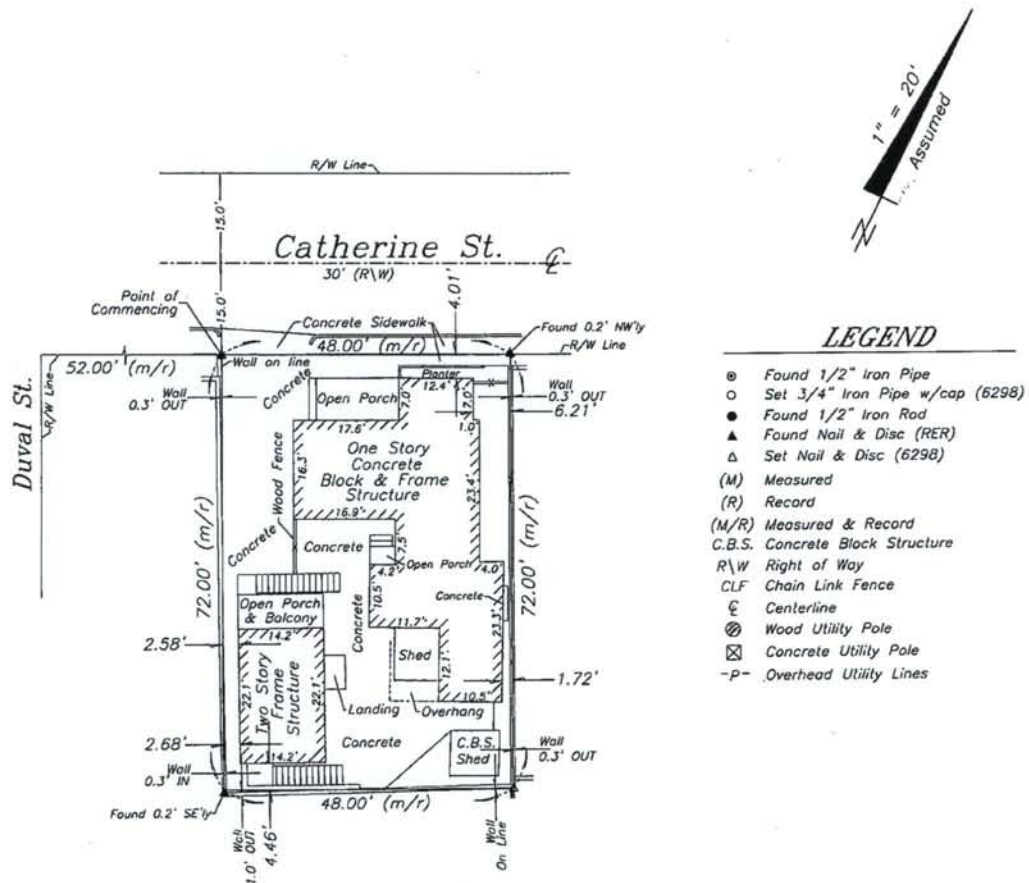 1" = 20'
Assumed
N
R/W Line
15.0'
Catherine St.
30' (R\W)
℄
15.0'
4.01'
Point of
Commencing
Concrete Sidewalk
Found 0.2' NW'ly
48.00' (m/r)
R/W Line
52.00' (m/r)
Wall on line
Planter
Duval St.
R/W Line
Wall
0.3' OUT
Concrete
Open Porch
7.0'
12.4'
7.0'
1.0'
Wall
0.3' OUT
6.21'
17.6'
One Story
Concrete
Block & Frame
Structure
16.3'
Wood Fence
23.4'
16.9'
Concrete
Concrete
7.5'
4.2'
Open Porch
4.0'
72.00' (m/r)
72.00' (m/r)
Open Porch
& Balcony
Concrete
10.5'
Concrete
23.3'
11.7'
2.58'
14.2'
Shed
12.1'
22.1'
Two Story
Frame
Structure
22.1'
1.72'
10.5'
Landing
Overhang
2.68'
14.2'
Concrete
C.B.S.
Shed
Wall
0.3' OUT
Wall
0.3' IN
48.00' (m/r)
Found 0.2' SE'ly
Wall
1.0' OUT
4.46'
Wall
On Line
LEGEND
Found 1/2" Iron Pipe
Set 3/4" Iron Pipe w/cap (6298)
Found 1/2" Iron Rod
Found Nail & Disc (RER)
Set Nail & Disc (6298)
(M) Measured
(R) Record
(M/R) Measured & Record
C.B.S. Concrete Block Structure
R\W Right of Way
CLF Chain Link Fence
℄ Centerline
Wood Utility Pole
Concrete Utility Pole
-P- Overhead Utility Lines